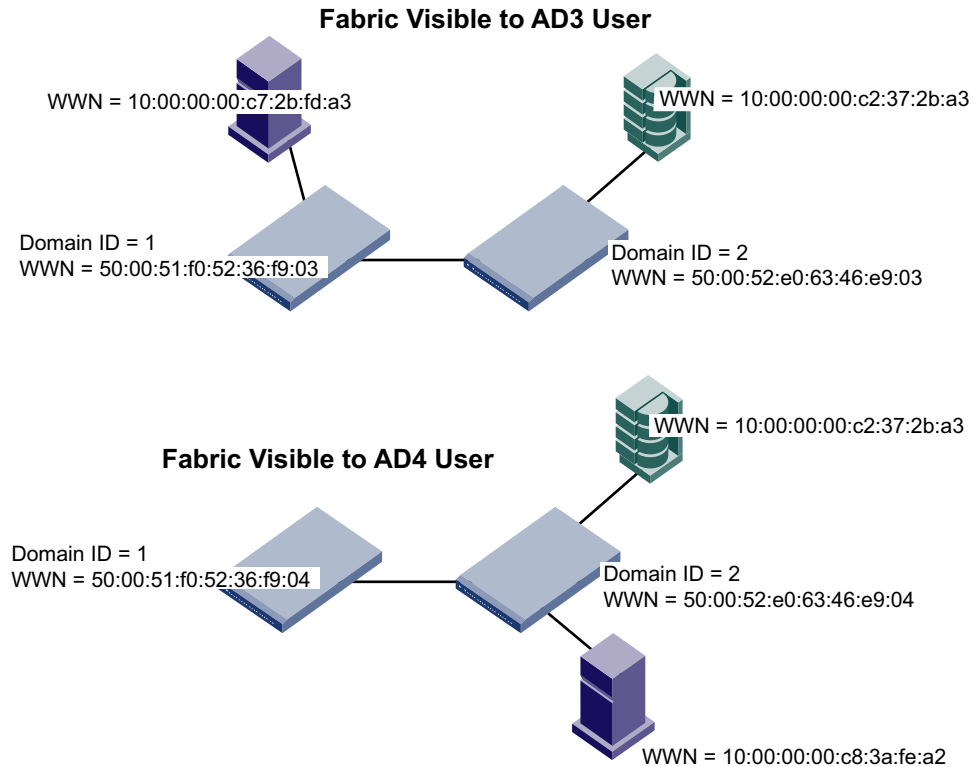 Fabric Visible to AD3 User
WWN = 10:00:00:00:c7:2b:fd:a3
WWN = 10:00:00:00:c2:37:2b:a3
Domain ID = 1
WWN = 50:00:51:f0:52:36:f9:03
Domain ID = 2
WWN = 50:00:52:e0:63:46:e9:03
WWN = 10:00:00:00:c2:37:2b:a3
Fabric Visible to AD4 User
Domain ID = 1
WWN = 50:00:51:f0:52:36:f9:04
Domain ID = 2
WWN = 50:00:52:e0:63:46:e9:04
WWN = 10:00:00:00:c8:3a:fe:a2